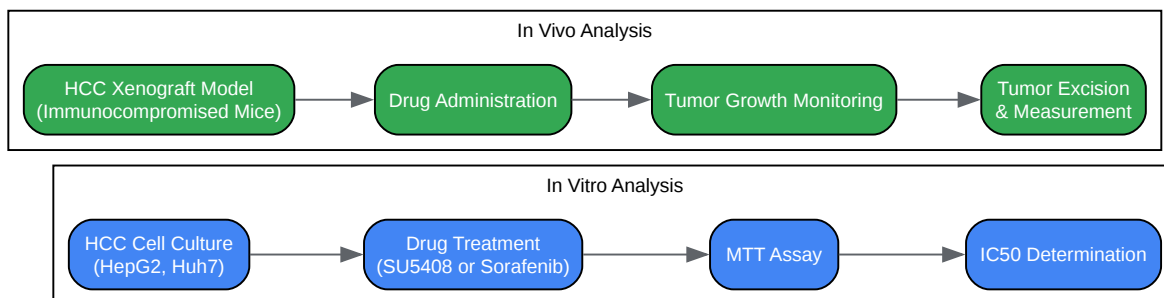 In Vivo Analysis
HCC Xenograft Model
(Immunocompromised Mice)
Drug Administration
Tumor Growth Monitoring
Tumor Excision
& Measurement
In Vitro Analysis
HCC Cell Culture
(HepG2, Huh7)
Drug Treatment
(SU5408 or Sorafenib)
MTT Assay
IC50 Determination